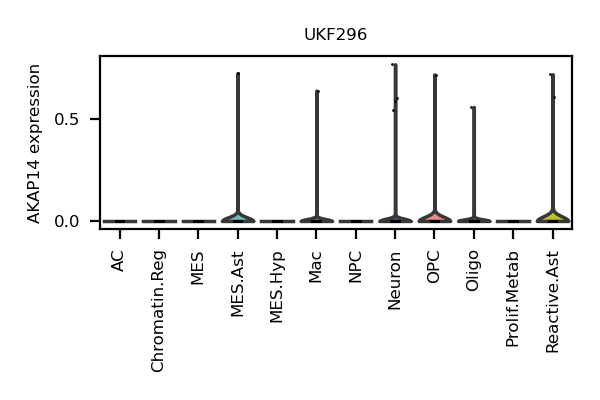 UKF296
AKAP14 expression
0.5
0.0
AC
Chromatin.Reg
MES
MES.Ast
MES.Hyp
Mac
NPC
Neuron
OPC
Oligo
Prolif.Metab
Reactive.Ast